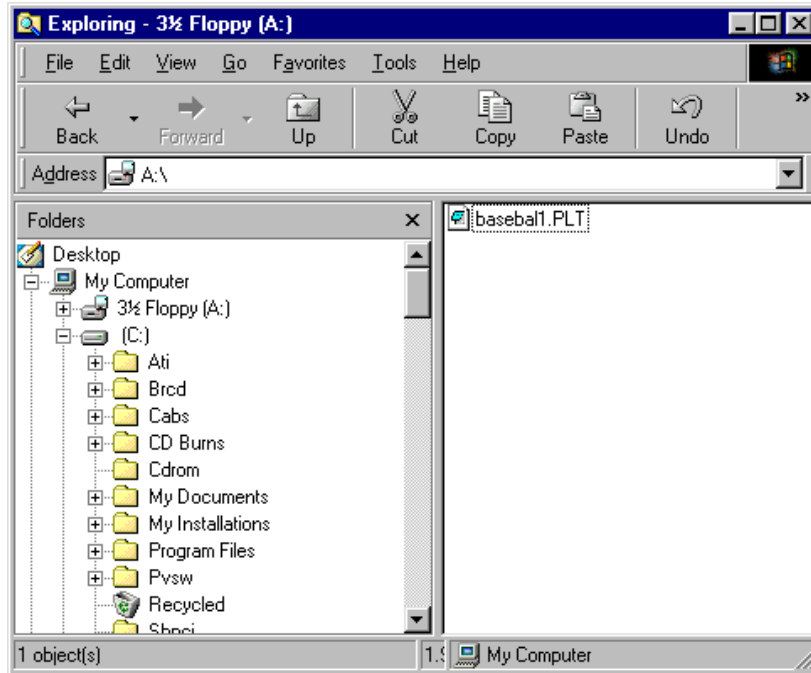 Exploring - 3½ Floppy (A:)
File Edit View Go Favorites Tools Help
Back Forward Up Cut Copy Paste Undo »
Address A:\
Folders
basebal1.PLT
Desktop
My Computer
3½ Floppy (A:)
(C:)
Ati
Brcd
Cabs
CD Burns
Cdrom
My Documents
My Installations
Program Files
Pvsw
Recycled
1 object(s) My Computer